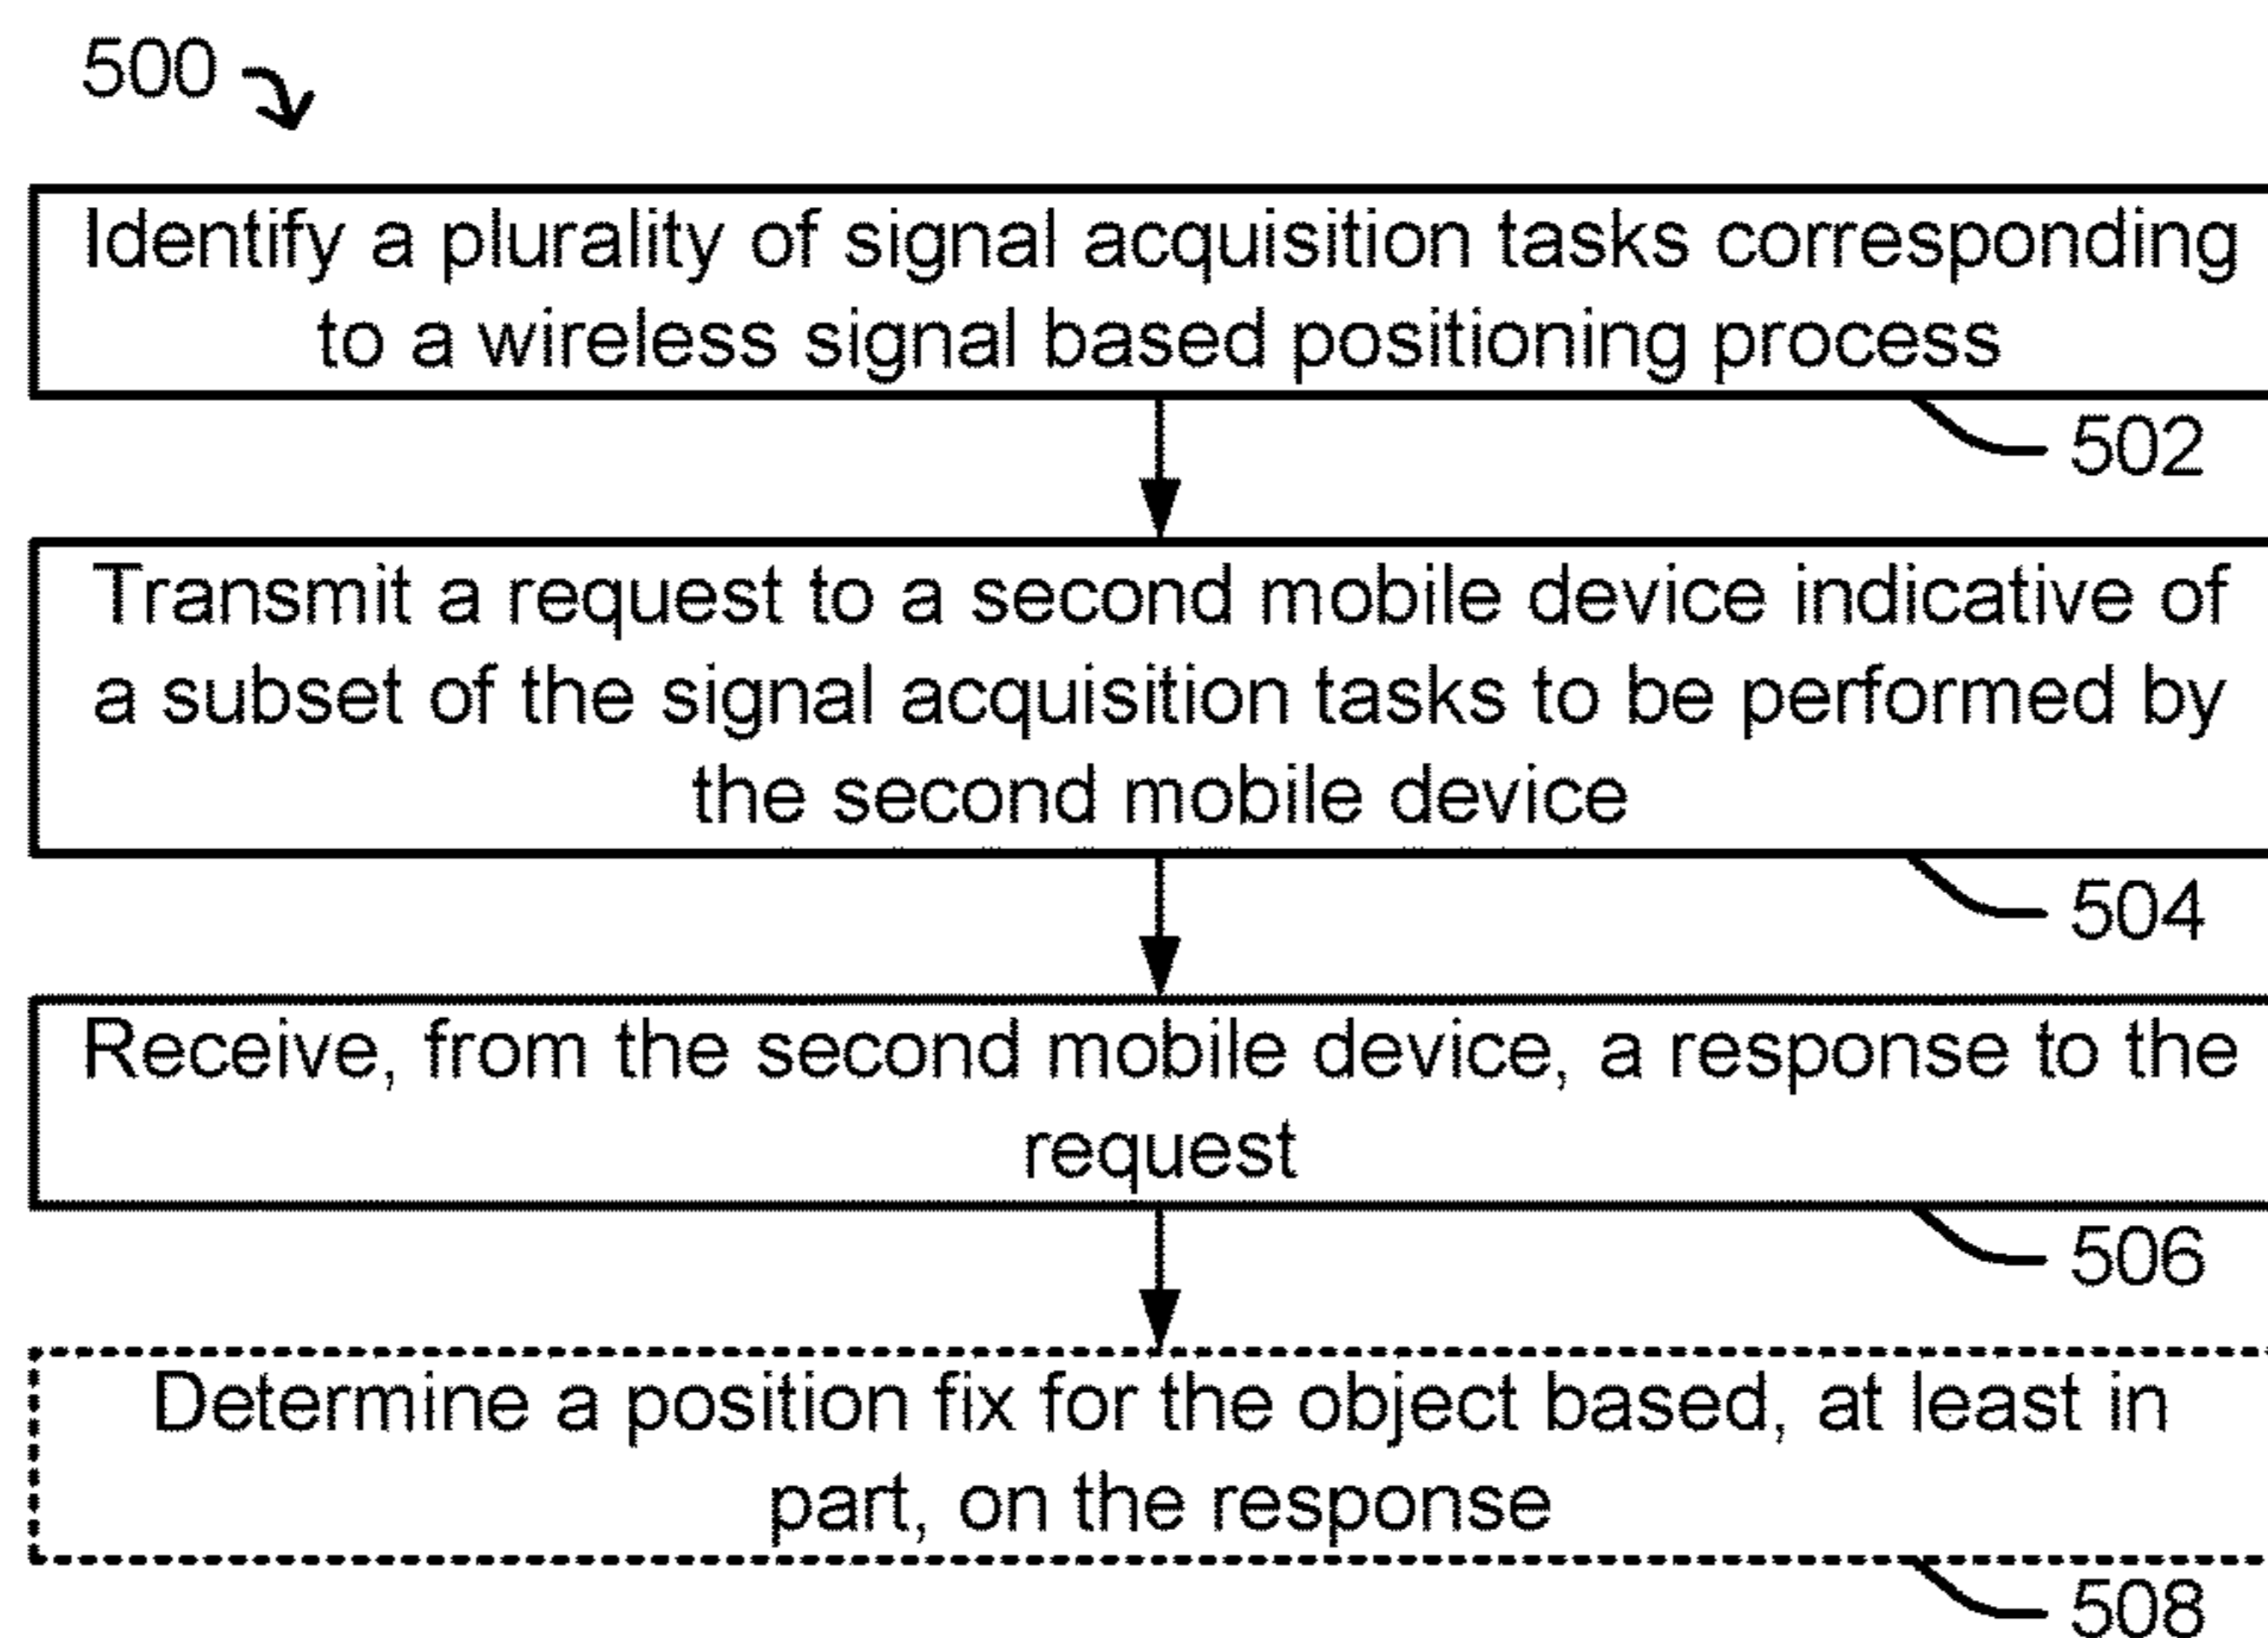 500
Identify a plurality of signal acquisition tasks corresponding
to a wireless signal based positioning process
502
Transmit a request to a second mobile device indicative of
a subset of the signal acquisition tasks to be performed by
the second mobile device
504
Receive, from the second mobile device, a response to the
request
506
Determine a position fix for the object based, at least in
part, on the response
508